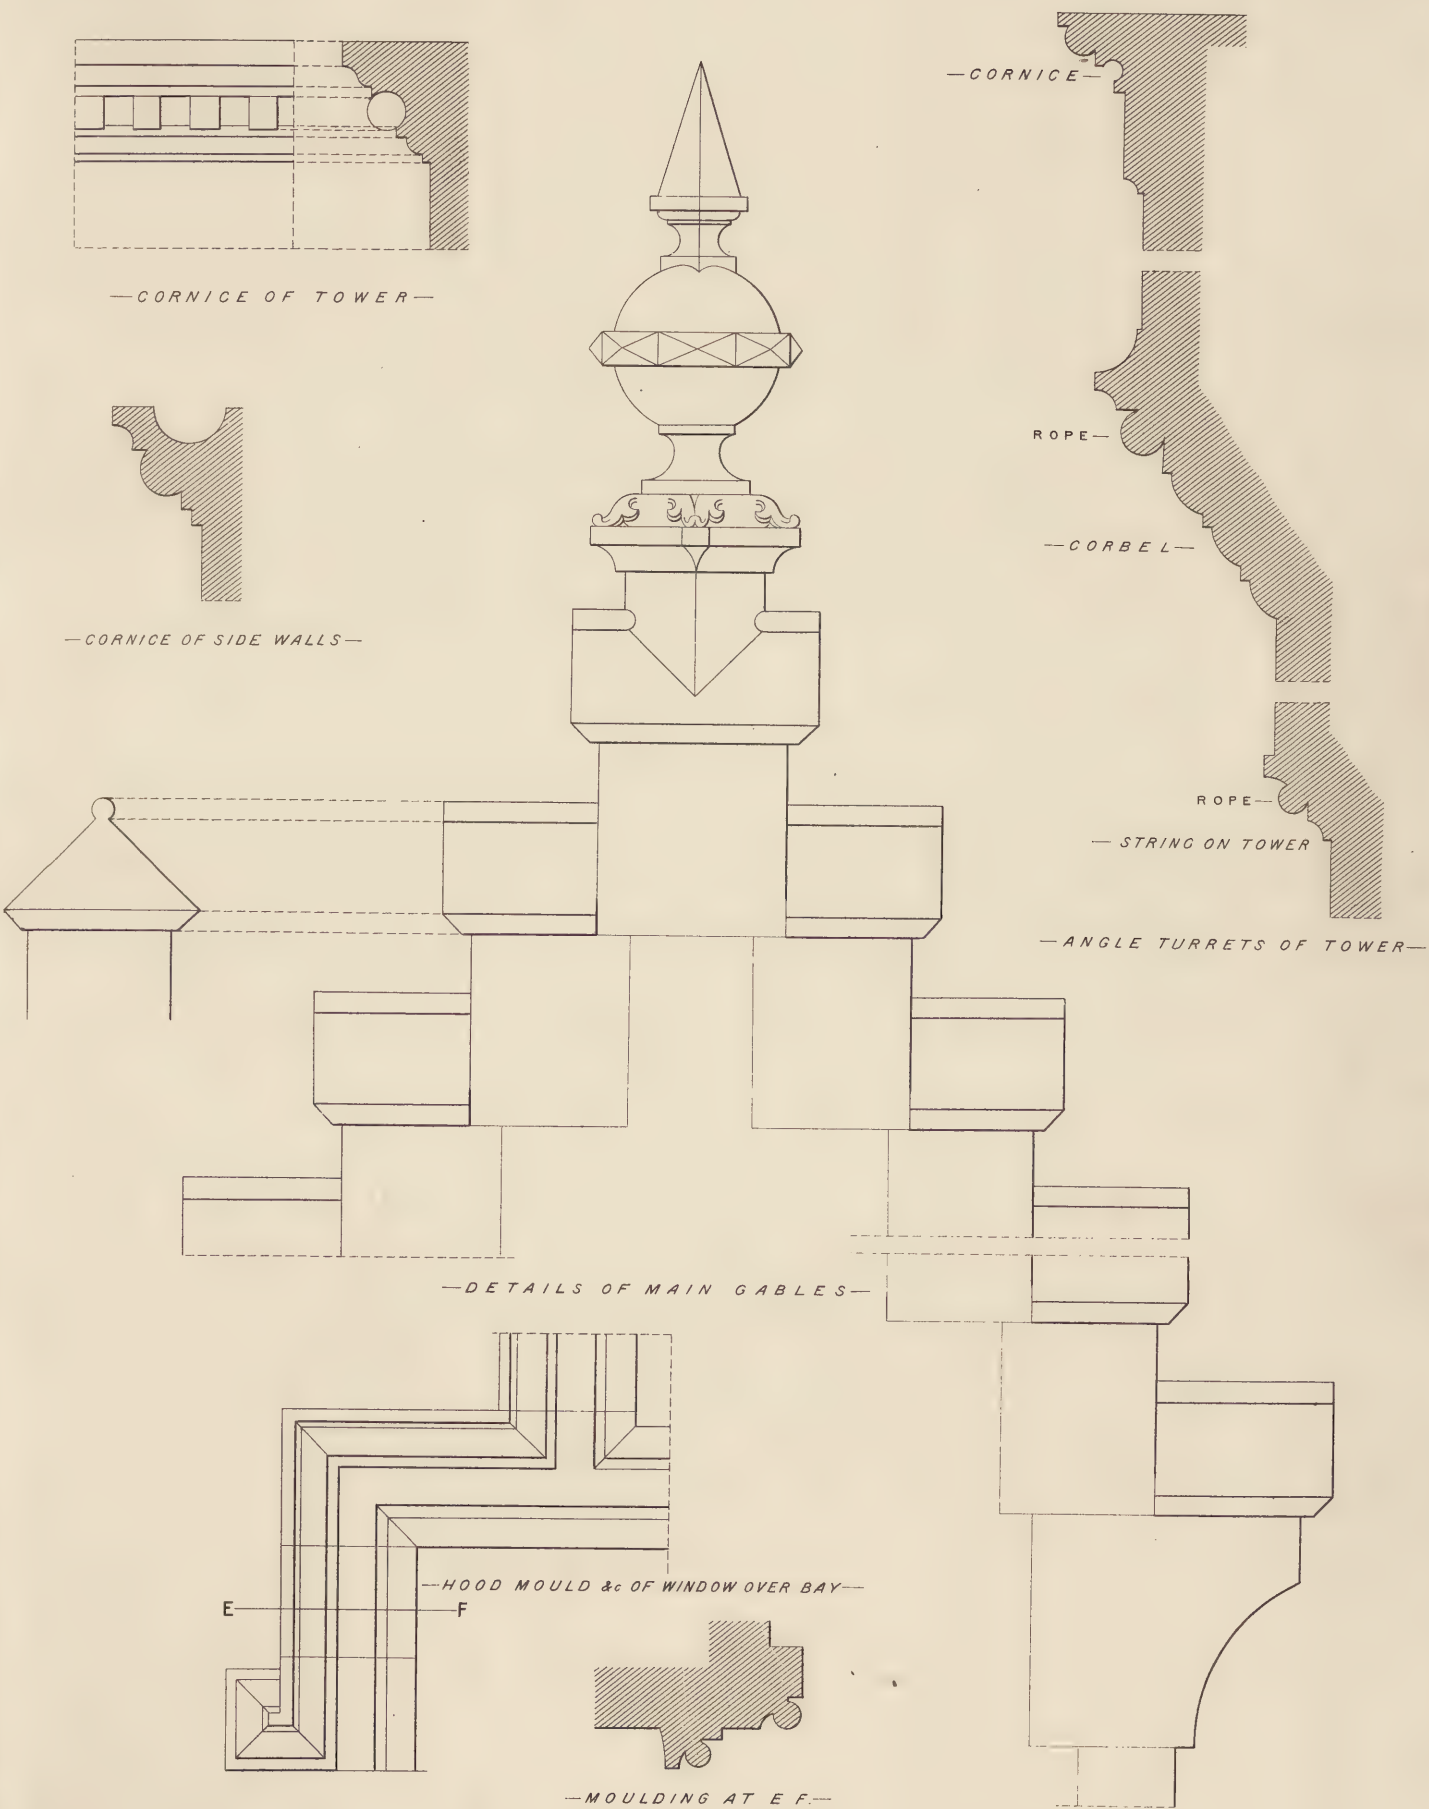 —CORNICE—
—CORNICE OF TOWER—
ROPE—
—CORBEL—
—CORNICE OF SIDE WALLS—
ROPE—
— STRING ON TOWER
—ANGLE TURRETS OF TOWER—
—DETAILS OF MAIN GABLES—
—HOOD MOULD &c OF WINDOW OVER BAY—
E F
—MOULDING AT E F.—